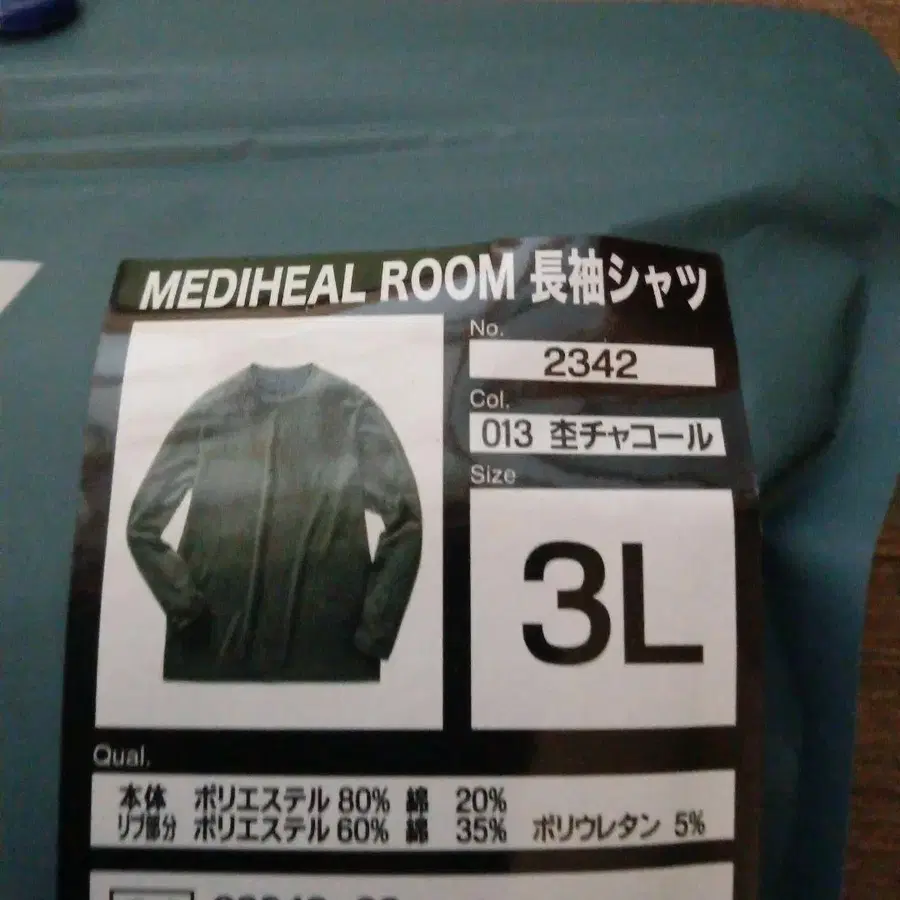 MEDIHEAL ROOM 長袖シャツ
No.
2342
Col.
013 杢チャコール
Size
3L
Qual.
本体 ポリエステル 80% 綿 20%
リブ部分 ポリエステル 60% 綿 35% ポリウレタン 5%